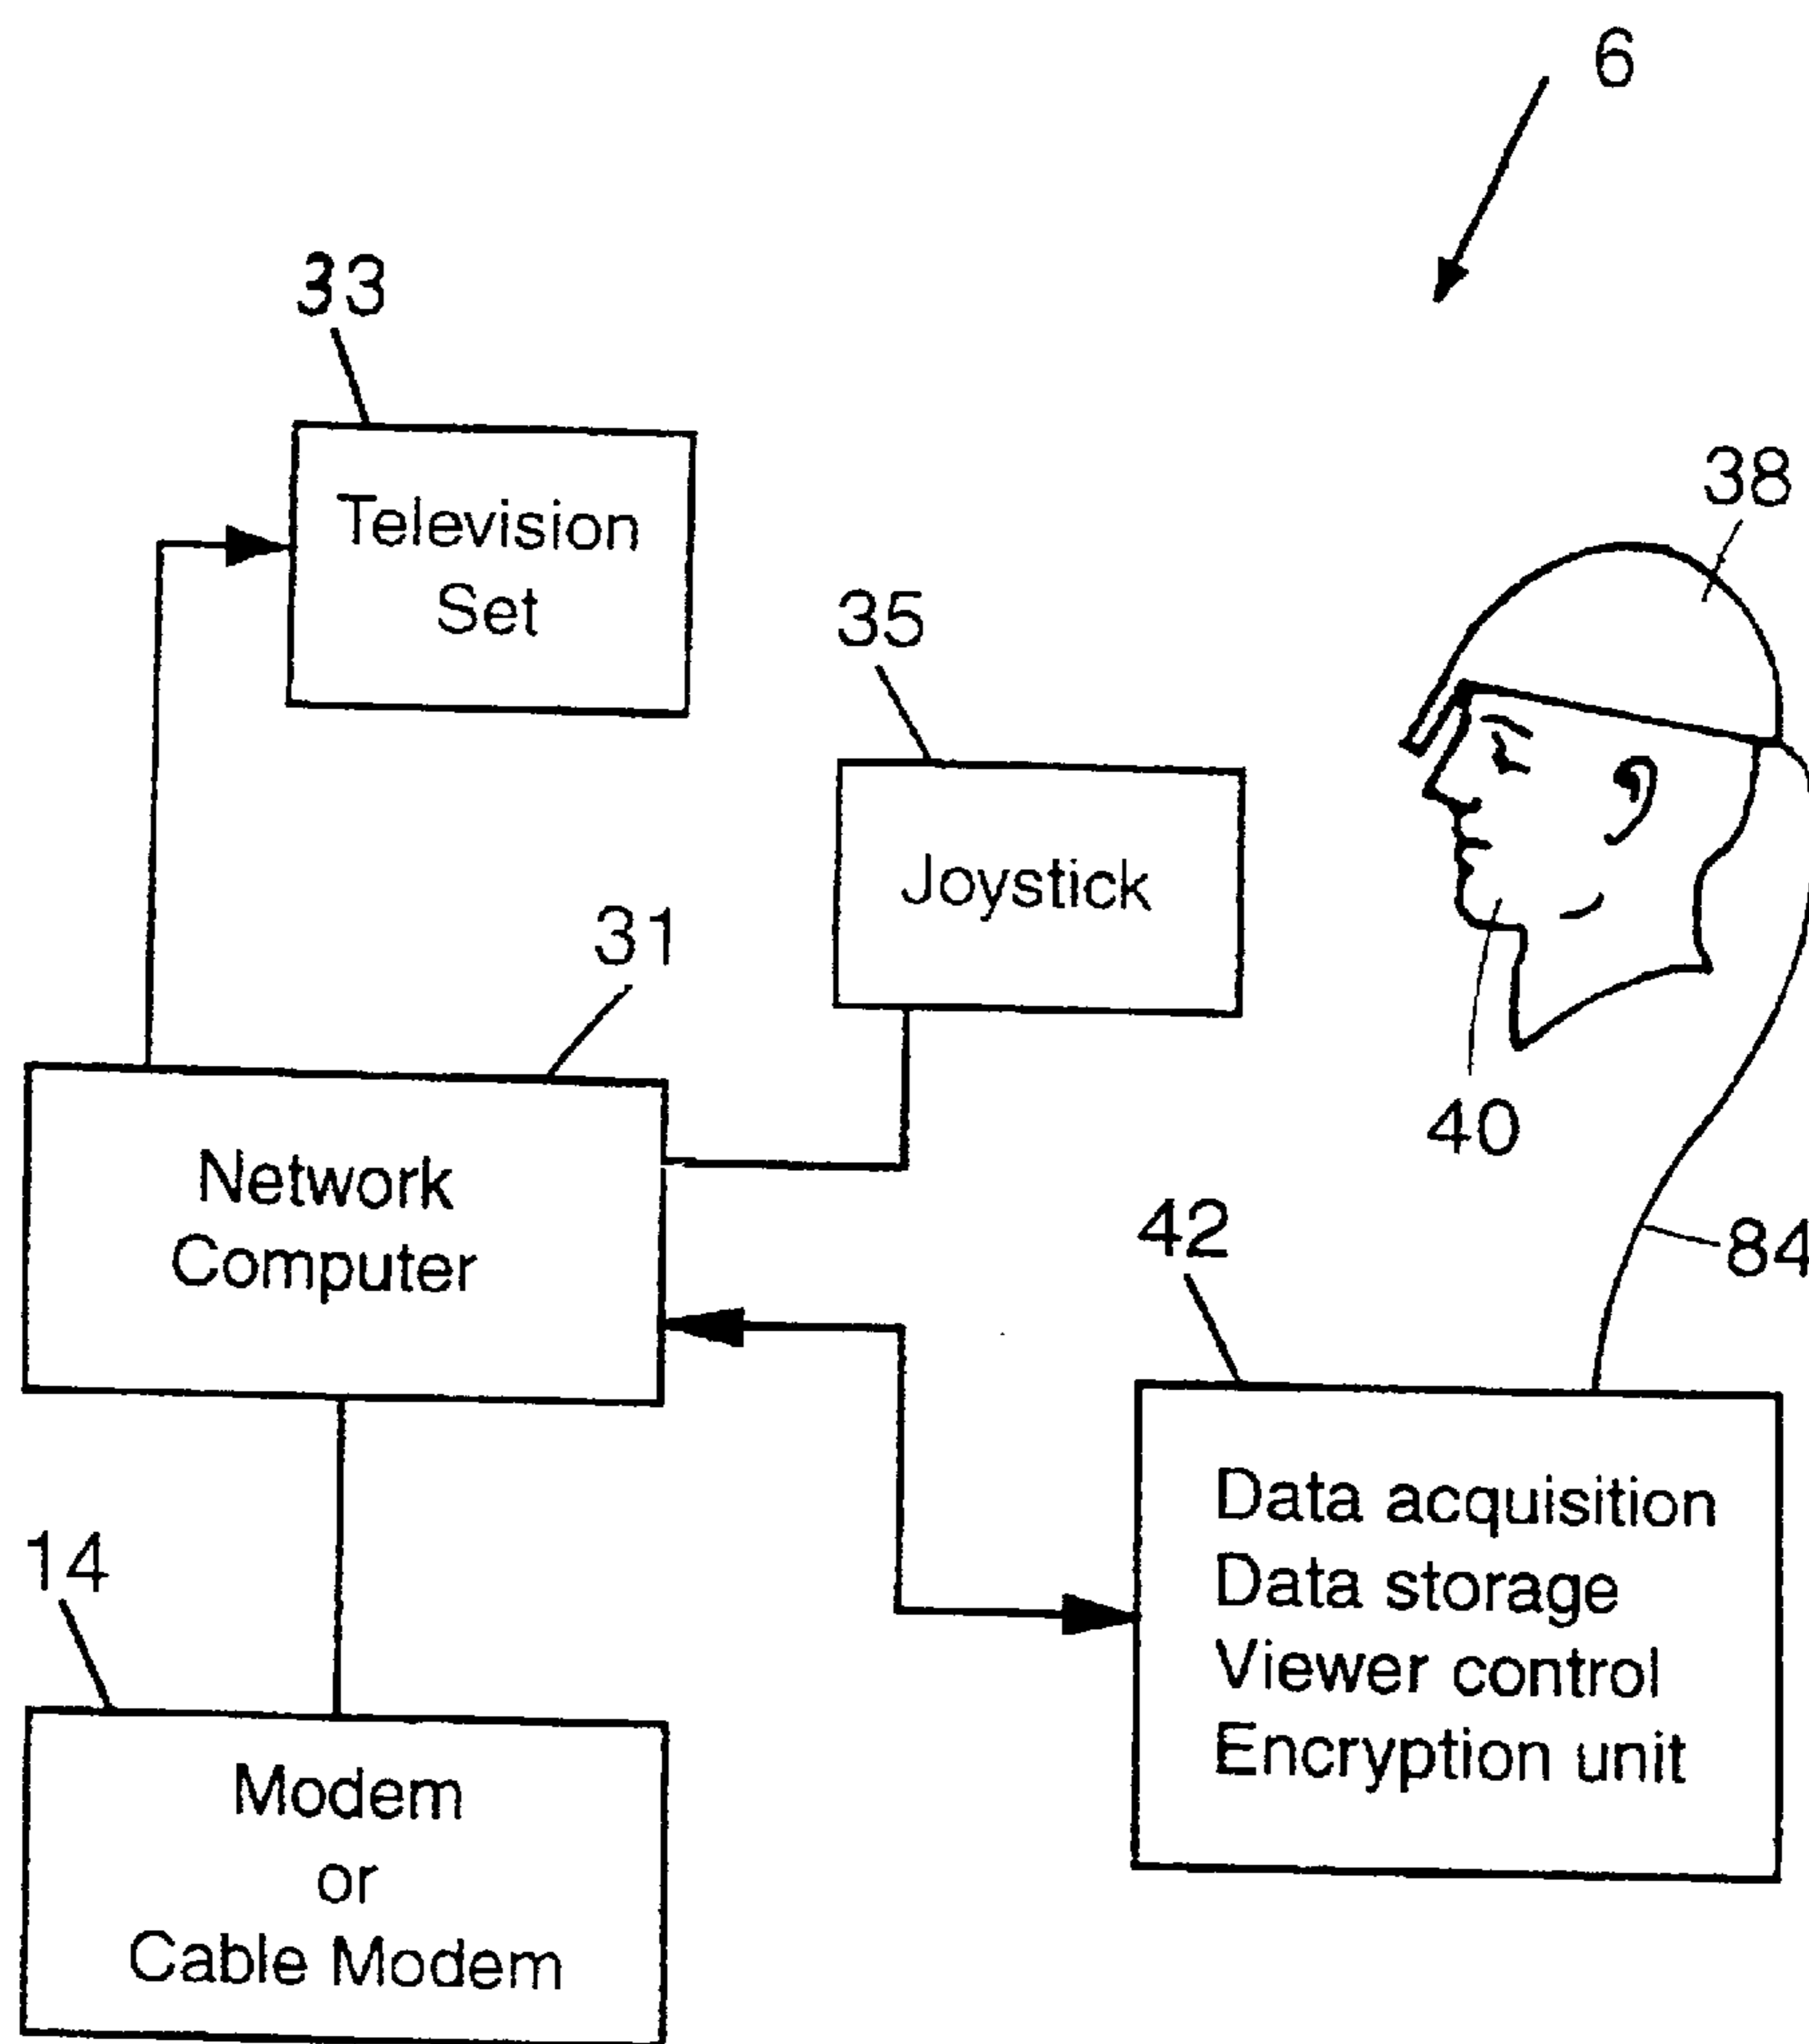 6
33
Television
Set
38
35
Joystick
31
Network
Computer
40
42
84
Data acquisition
Data storage
Viewer control
Encryption unit
14
Modem
or
Cable Modem